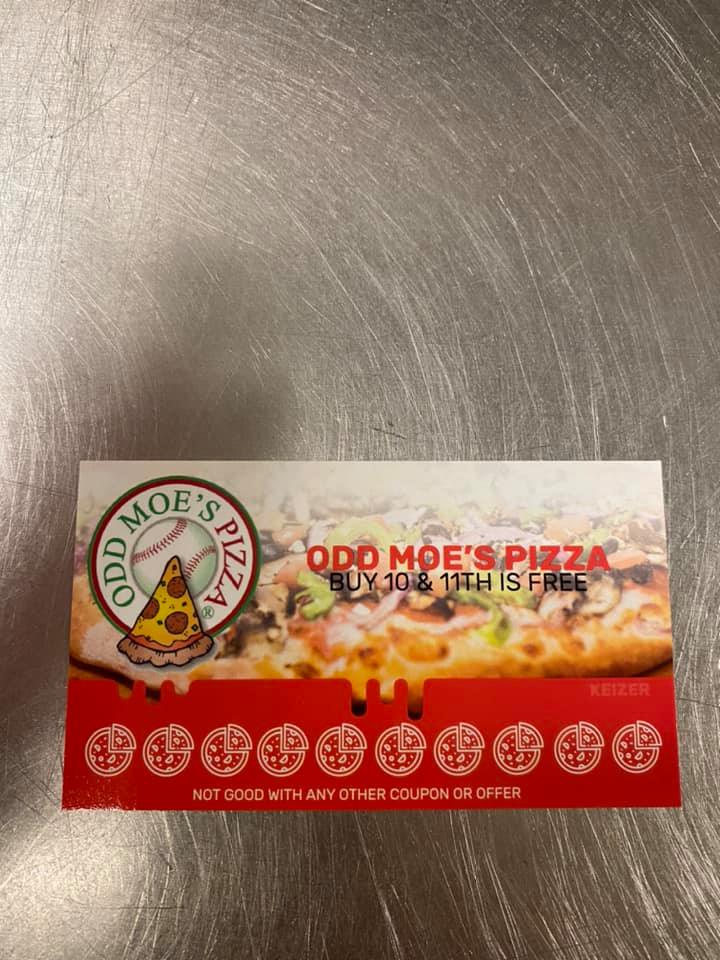 ODD MOE'S PIZZA
®
ODD MOE'S PIZZA
BUY 10 & 11TH IS FREE
KEIZER
NOT GOOD WITH ANY OTHER COUPON OR OFFER